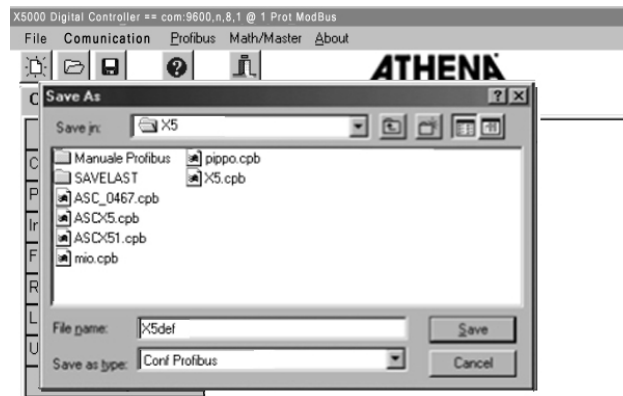 X5000 Digital Controller == com:9600,n,8,1 @ 1 Prot ModBus
File Comunication Profibus Math/Master About
ATHENA
C Save As
Save in: X5
Manuale Profibus pippo.cpb
SAVELAST X5.cpb
ASC_0467.cpb
ASCX5.cpb
ASCX51.cpb
mio.cpb
C
P
Ir
F
R
L
U
File name: X5def Save
Save as type: Conf Profibus Cancel